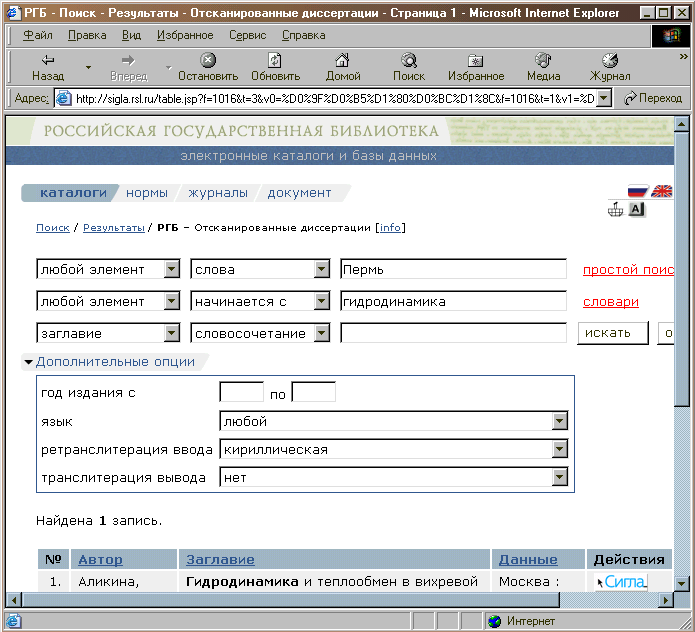 РГБ - Поиск - Результаты - Отсканированные диссертации - Страница 1 - Microsoft Internet Explorer
Файл Правка Вид Избранное Сервис Справка
Назад Вперед Остановить Обновить Домой Поиск Избранное Медиа Журнал »
Адрес: http://sigla.rsl.ru/table.jsp?f=1016&t=3&v0=%D0%9F%D0%B5%D1%80%D0%BC%D1%8C&f=1016&t=1&v1=%D Переход
РОССИЙСКАЯ ГОСУДАРСТВЕННАЯ БИБЛИОТЕКА
электронные каталоги и базы данных
каталоги нормы журналы документ
A
Поиск / Результаты / РГБ – Отсканированные диссертации [info]
любой элемент слова Пермь простой поис
любой элемент начинается с гидродинамика словари
заглавие словосочетание искать о
Дополнительные опции
год издания с по
язык любой
ретранслитерация ввода кириллическая
транслитерация вывода нет
Найдена 1 запись.
№ Автор Заглавие Данные Действия
1. Аликина, Гидродинамика и теплообмен в вихревой Москва : Сигла
Интернет